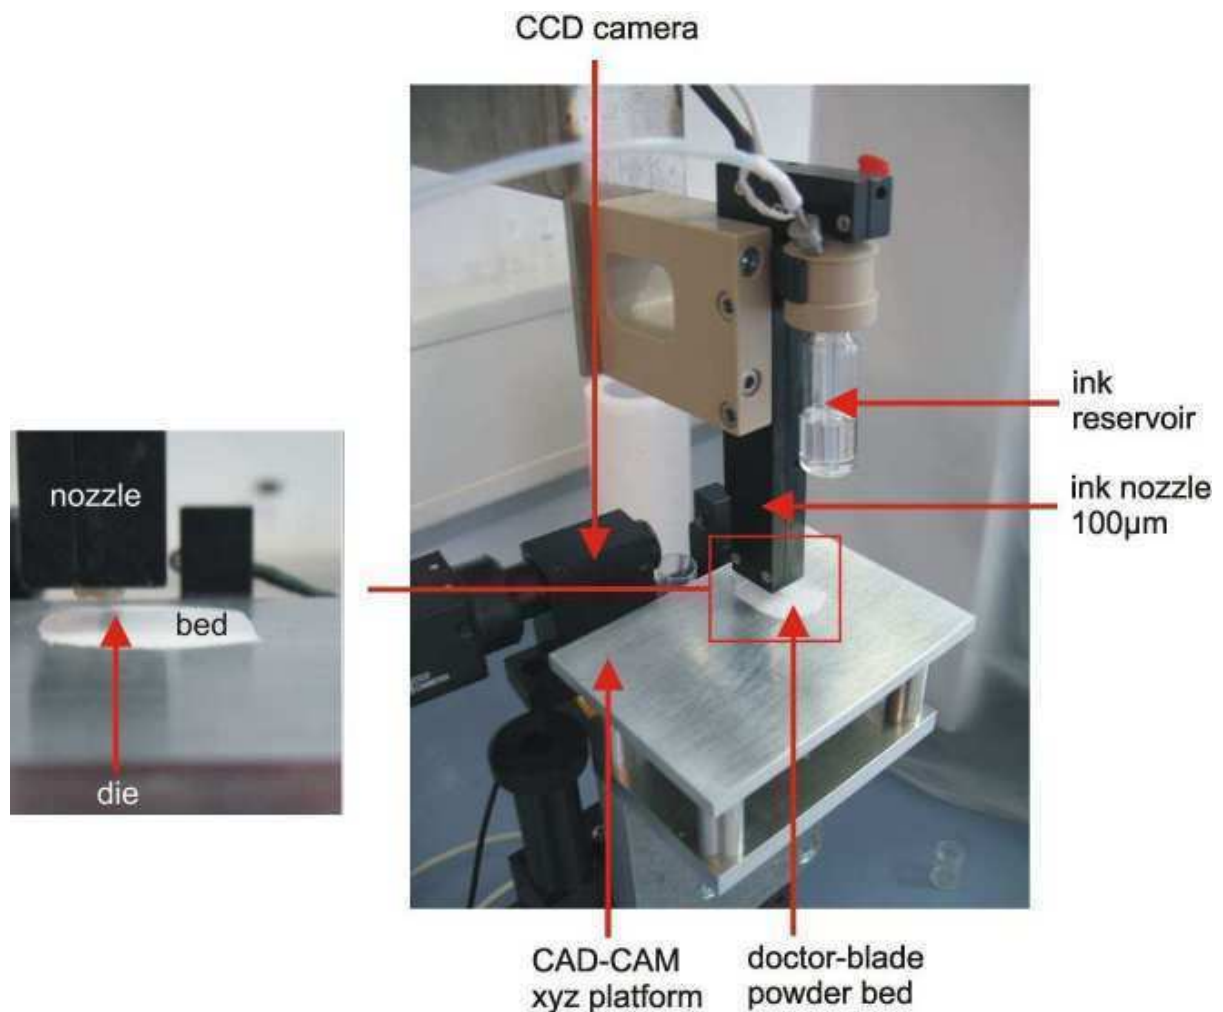 CCD camera
ink
reservoir
ink nozzle
100µm
nozzle
bed
die
CAD-CAM
xyz platform
doctor-blade
powder bed